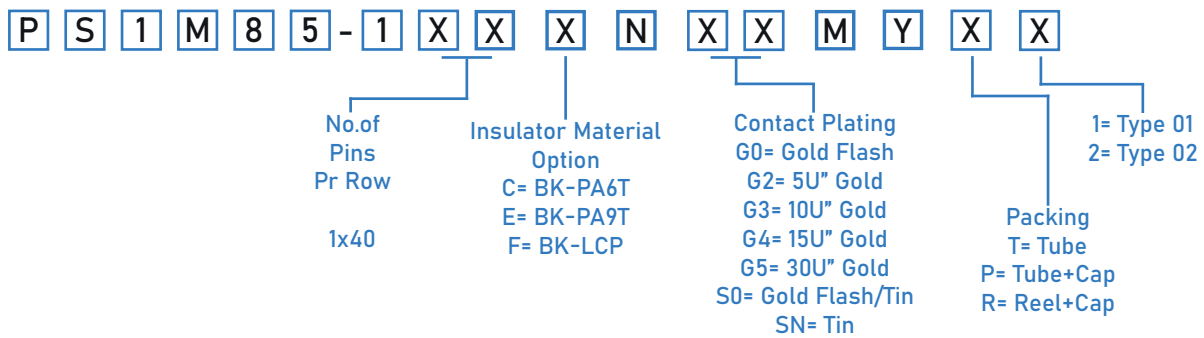 P S 1 M 8 5 - 1 X X X N X X M Y X X
No.of
Pins
Pr Row
1x40
Insulator Material
Option
C= BK-PA6T
E= BK-PA9T
F= BK-LCP
Contact Plating
G0= Gold Flash
G2= 5U" Gold
G3= 10U" Gold
G4= 15U" Gold
G5= 30U" Gold
S0= Gold Flash/Tin
SN= Tin
Packing
T= Tube
P= Tube+Cap
R= Reel+Cap
1= Type 01
2= Type 02